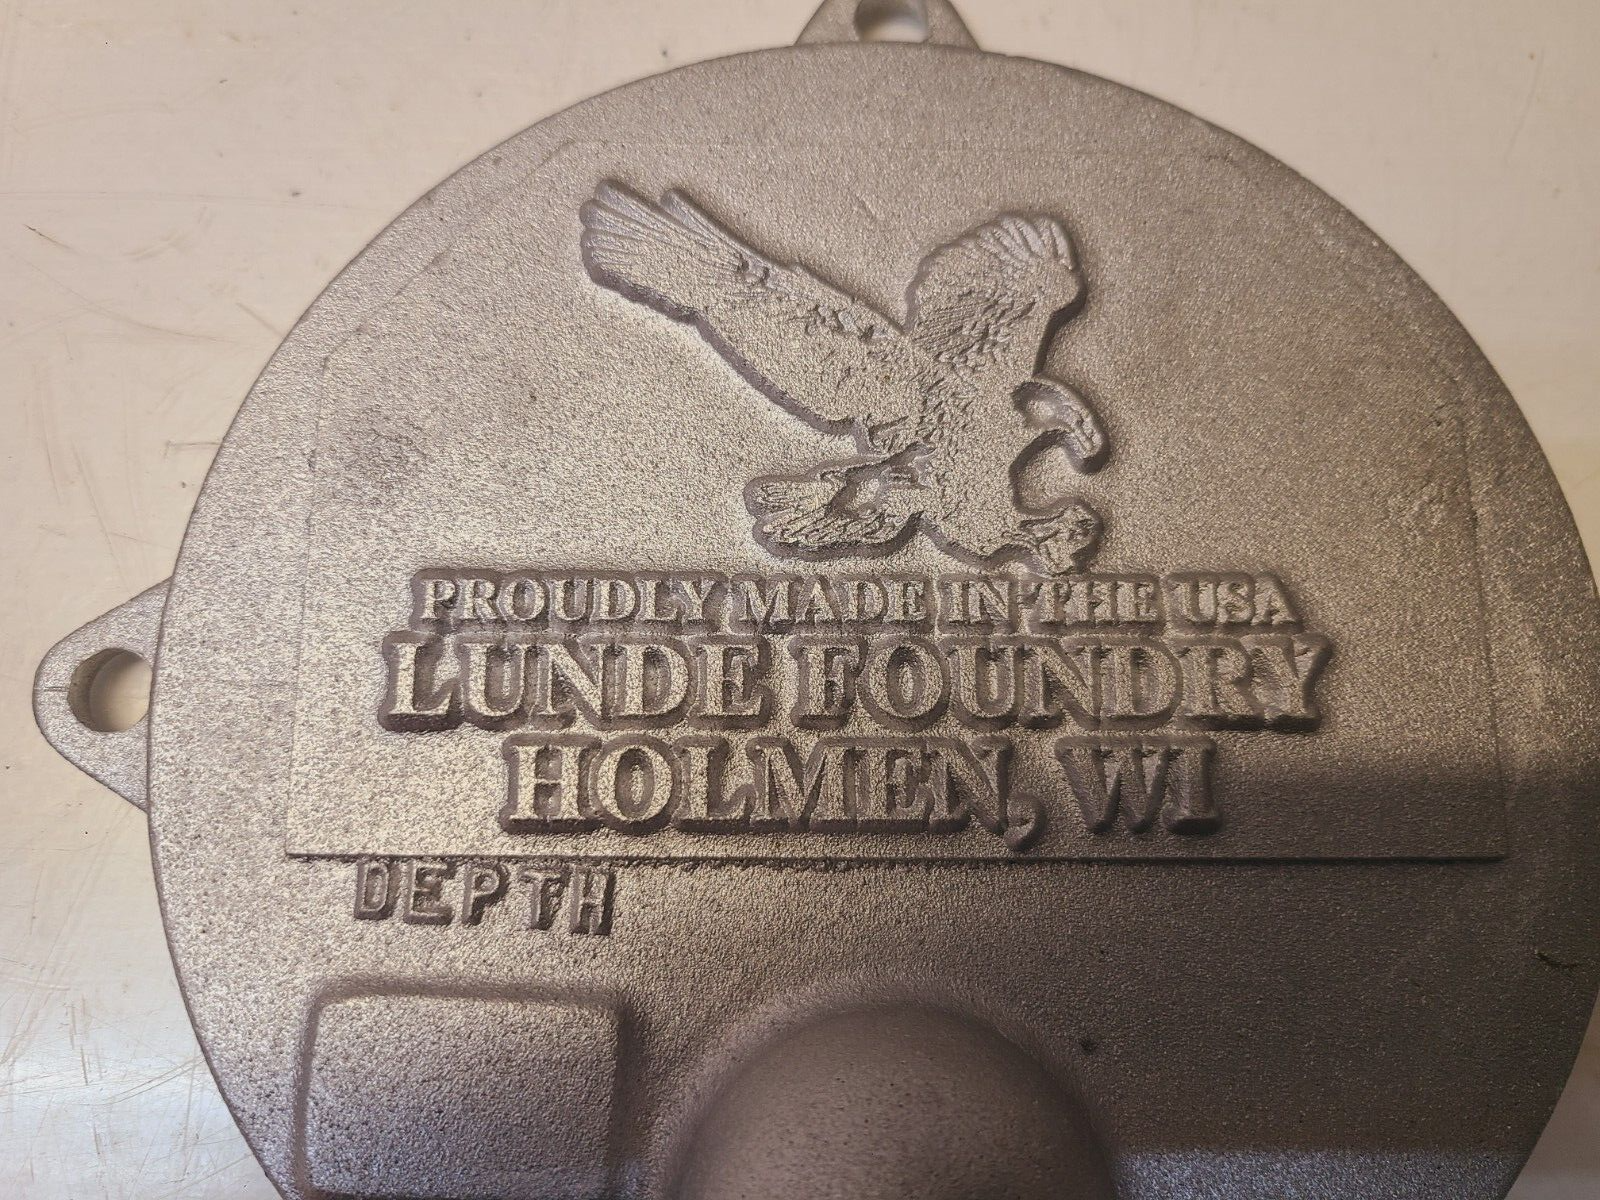 PROUDLY MADE IN THE USA
LUNDE FOUNDRY
HOLMEN, WI
DEPTH